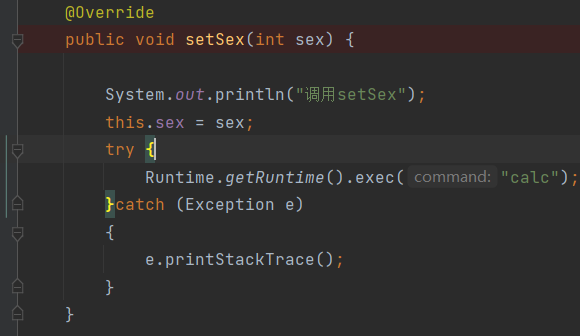 @Override
public void setSex(int sex) {
System.out.println("调用setSex");
this.sex = sex;
try {
Runtime.getRuntime().exec( command: "calc");
}catch (Exception e)
{
e.printStackTrace();
}
}